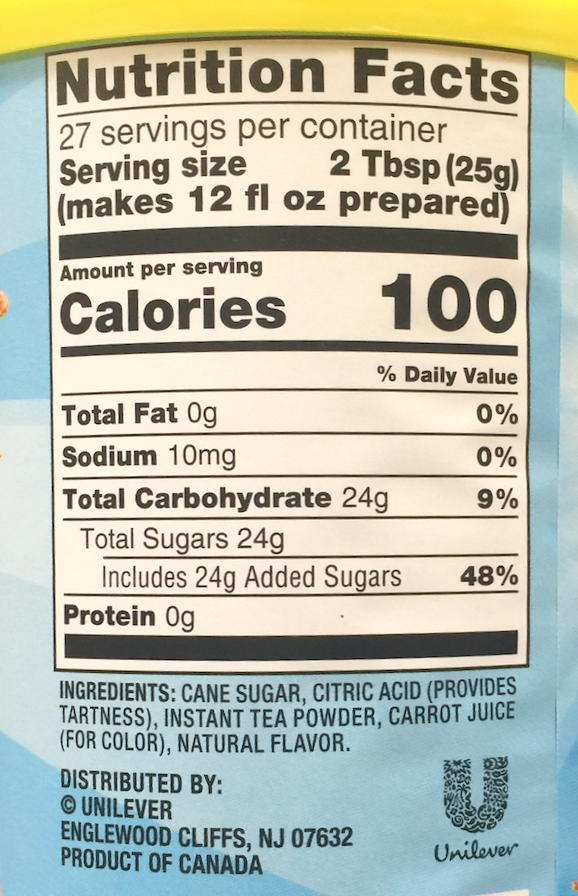 Nutrition Facts
27 servings per container
Serving size 2 Tbsp (25g)
(makes 12 fl oz prepared)
Amount per serving
Calories 100
% Daily Value
Total Fat 0g 0%
Sodium 10mg 0%
Total Carbohydrate 24g 9%
Total Sugars 24g
Includes 24g Added Sugars 48%
Protein 0g
INGREDIENTS: CANE SUGAR, CITRIC ACID (PROVIDES
TARTNESS), INSTANT TEA POWDER, CARROT JUICE
(FOR COLOR), NATURAL FLAVOR.
DISTRIBUTED BY:
© UNILEVER
ENGLEWOOD CLIFFS, NJ 07632
PRODUCT OF CANADA
Unilever